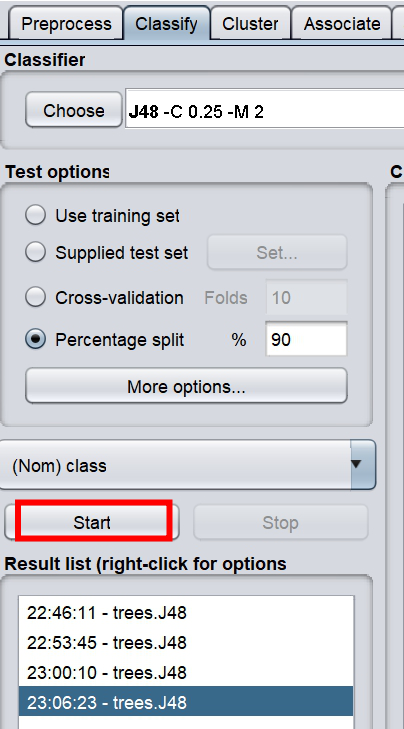 Preprocess Classify Cluster Associate
Classifier
Choose J48 -C 0.25 -M 2
Test options C
Use training set
Supplied test set Set...
Cross-validation Folds 10
Percentage split % 90
More options...
(Nom) class
Start Stop
Result list (right-click for options
22:46:11 - trees.J48
22:53:45 - trees.J48
23:00:10 - trees.J48
23:06:23 - trees.J48